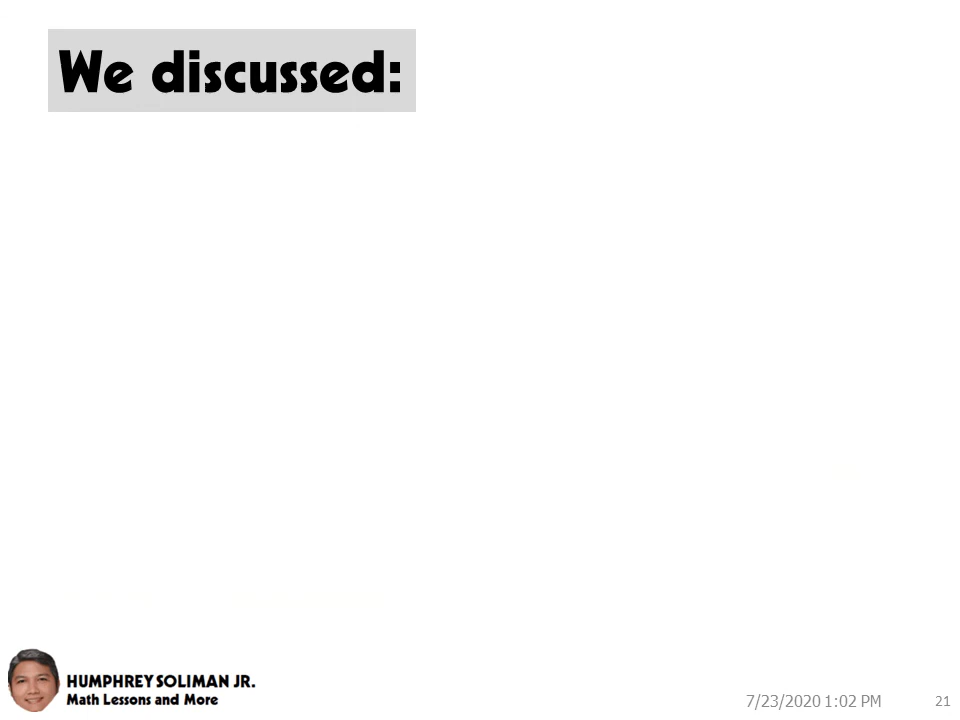 We discussed:
HUMPHREY SOLIMAN JR.
Math Lessons and More
7/23/2020 1:02 PM
21